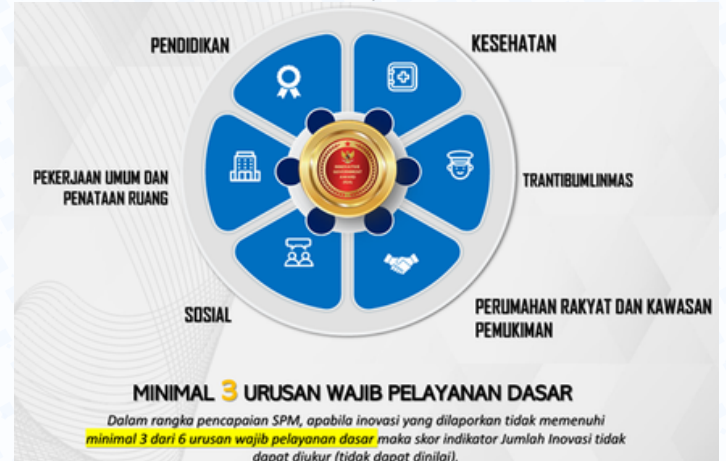 PENDIDIKAN
KESEHATAN
PEKERJAAN UMUM DAN
PENATAAN RUANG
TRANTIBUMLINMAS
SOSIAL
PERUMAHAN RAKYAT DAN KAWASAN
PEMUKIMAN
MINIMAL 3 URUSAN WAJIB PELAYANAN DASAR
Dalam rangka pencapaian SPM, apabila inovasi yang dilaporkan tidak memenuhi
minimal 3 dari 6 urusan wajib pelayanan dasar maka skor indikator Jumlah Inovasi tidak
dapat diukur (tidak dapat dinilai).